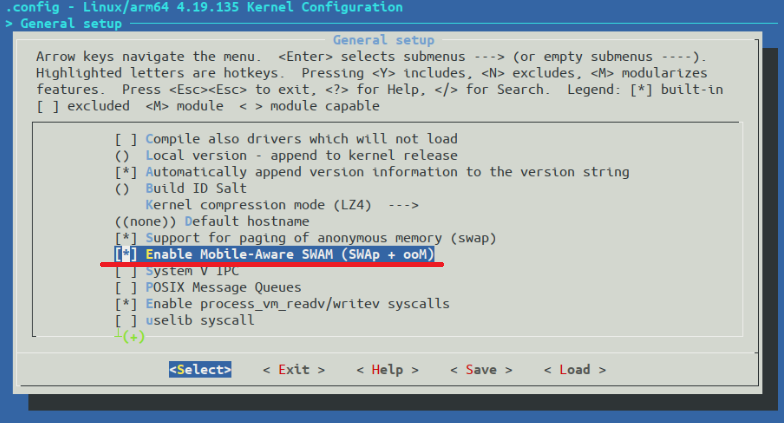 .config - Linux/arm64 4.19.135 Kernel Configuration
> General setup
General setup
Arrow keys navigate the menu.  <Enter> selects submenus ---> (or empty submenus ----).
Highlighted letters are hotkeys.  Pressing <Y> includes, <N> excludes, <M> modularizes
features.  Press <Esc><Esc> to exit, <?> for Help, </> for Search.  Legend: [*] built-in
[ ] excluded  <M> module  < > module capable
[ ] Compile also drivers which will not load
() Local version - append to kernel release
[*] Automatically append version information to the version string
() Build ID Salt
Kernel compression mode (LZ4)  --->
((none)) Default hostname
[*] Support for paging of anonymous memory (swap)
[*] Enable Mobile-Aware SWAM (SWAp + ooM)
[ ] System V IPC
[ ] POSIX Message Queues
[*] Enable process_vm_readv/writev syscalls
[ ] uselib syscall
(+)
<Select>    < Exit >    < Help >    < Save >    < Load >